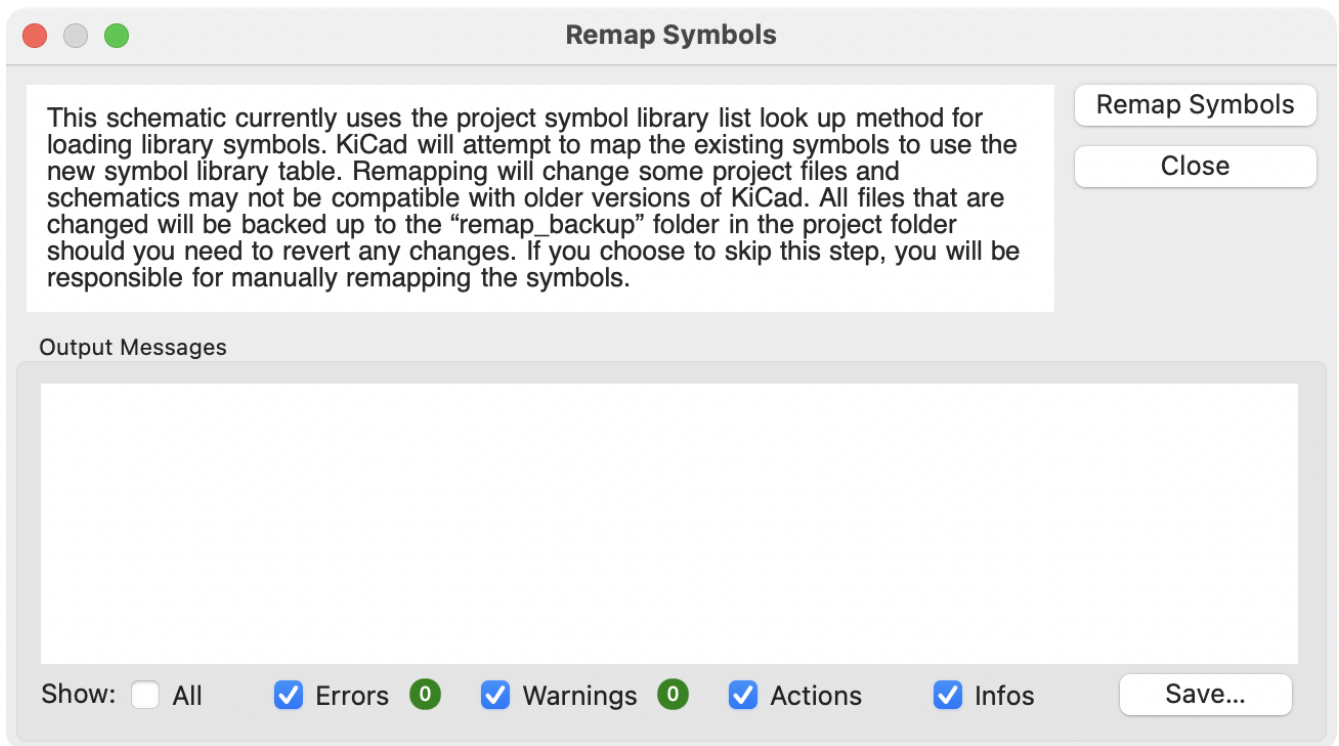 Remap Symbols
This schematic currently uses the project symbol library list look up method for
loading library symbols. KiCad will attempt to map the existing symbols to use the
new symbol library table. Remapping will change some project files and
schematics may not be compatible with older versions of KiCad. All files that are
changed will be backed up to the “remap_backup” folder in the project folder
should you need to revert any changes. If you choose to skip this step, you will be
responsible for manually remapping the symbols.
Remap Symbols
Close
Output Messages
Show: All Errors 0 Warnings 0 Actions Infos Save...